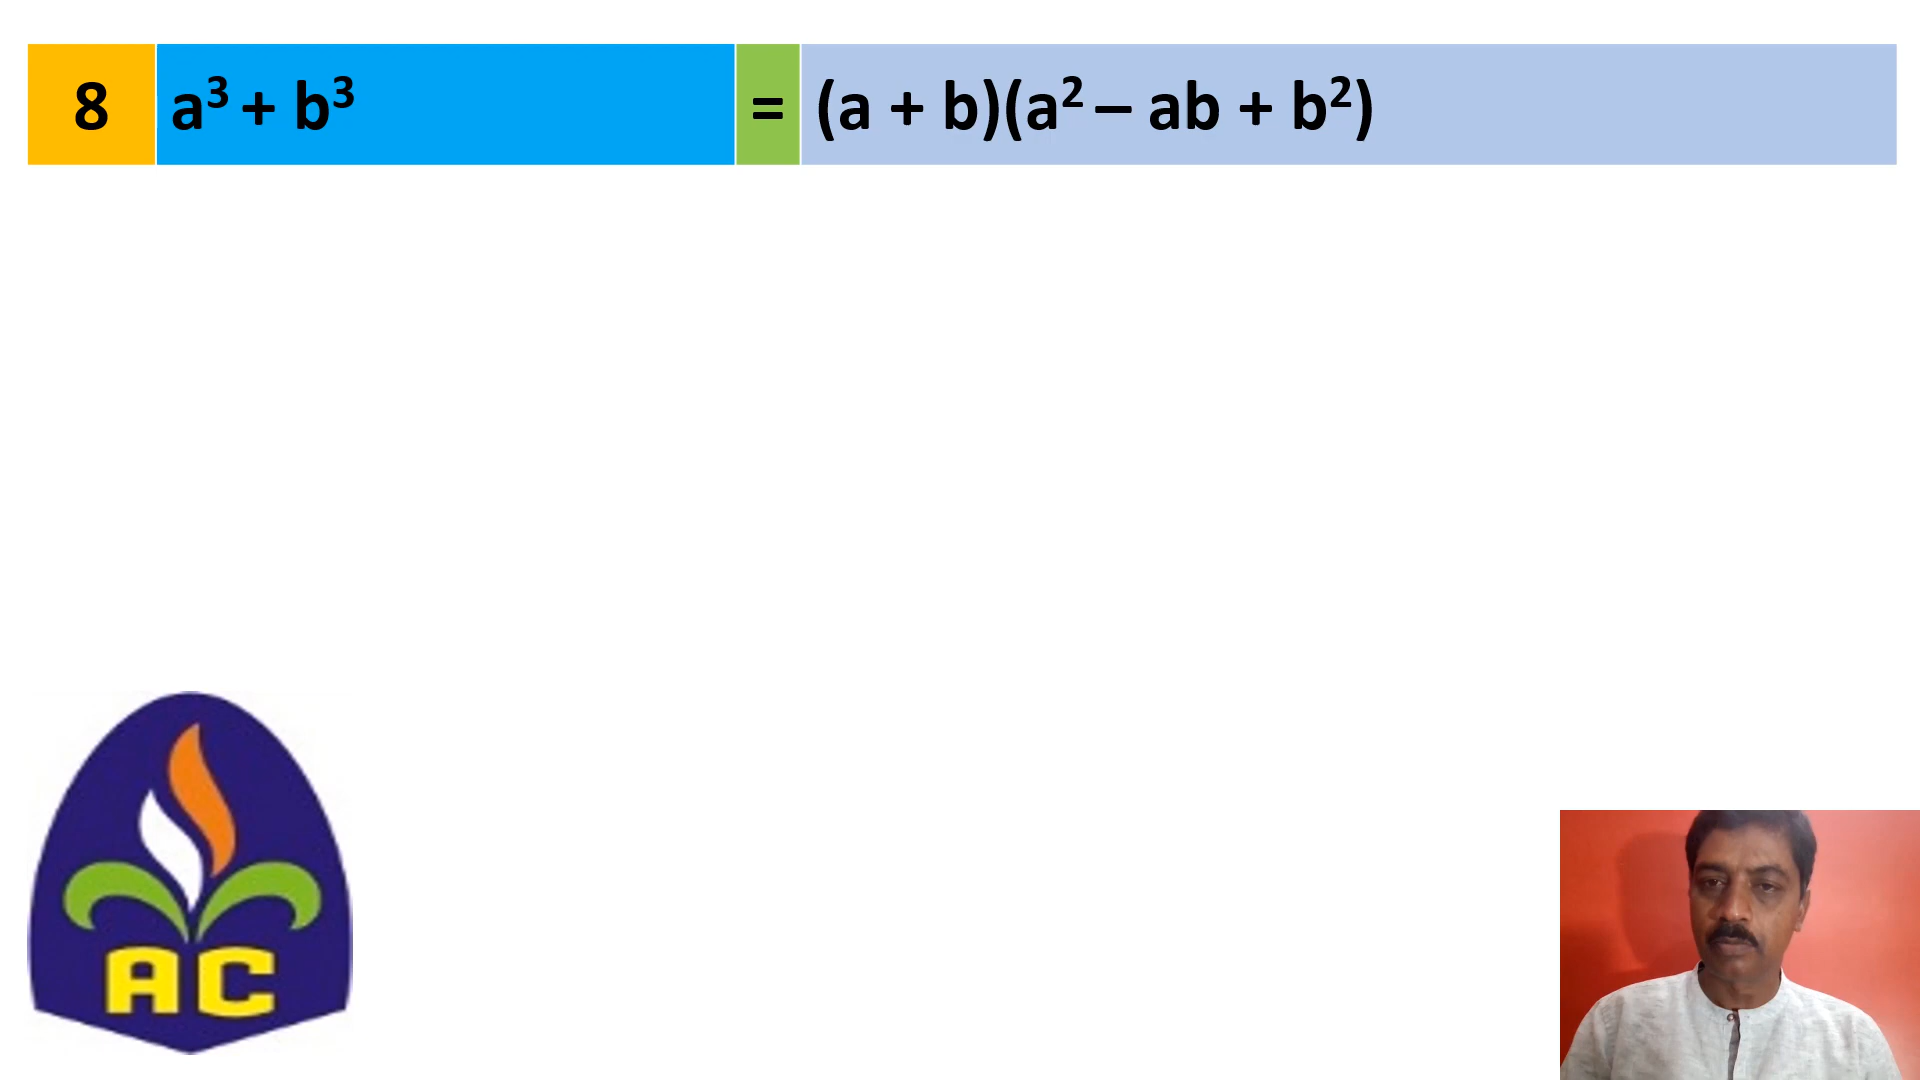 8 a³ + b³ = (a + b)(a² – ab + b²)
AC